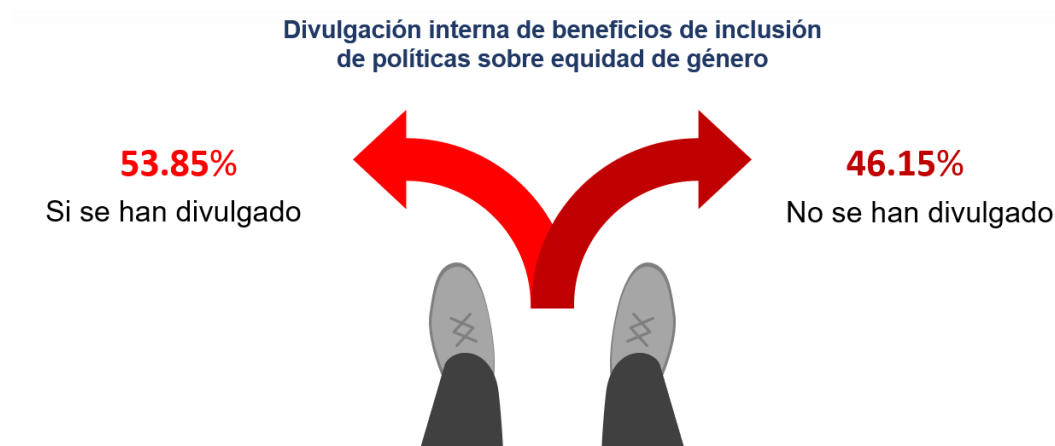 Divulgación interna de beneficios de inclusión
de políticas sobre equidad de género
53.85%
Si se han divulgado
46.15%
No se han divulgado